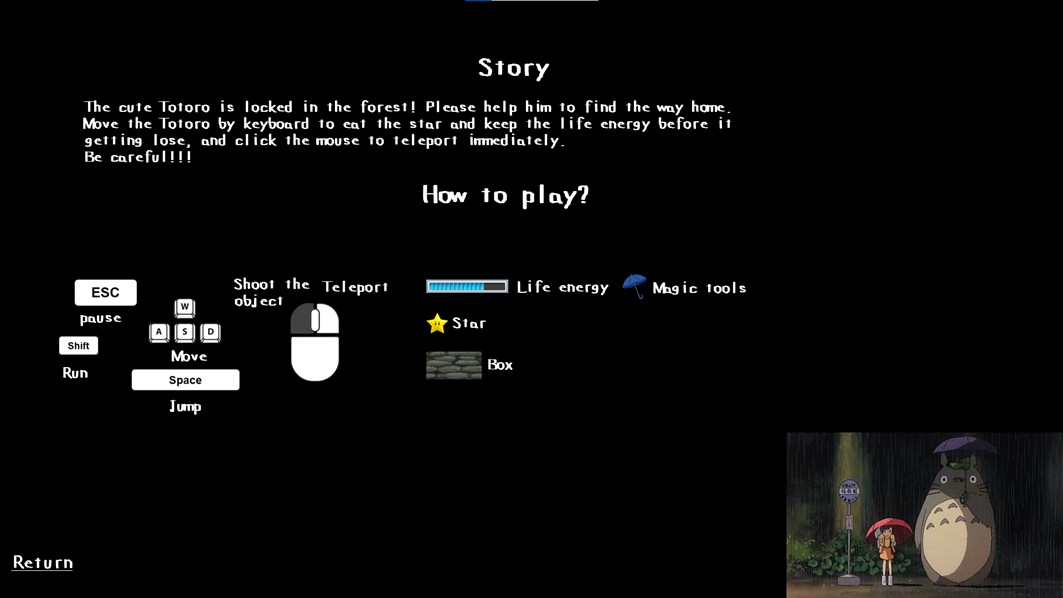 Story
The cute Totoro is locked in the forest! Please help him to find the way home.
Move the Totoro by keyboard to eat the star and keep the life energy before it
getting lose, and click the mouse to teleport immediately.
Be careful!!!
How to play?
ESC
pause
Shift
Run
W
A S D
Move
Space
Jump
Shoot the
object
Teleport
Life energy
Magic tools
Star
Box
Return